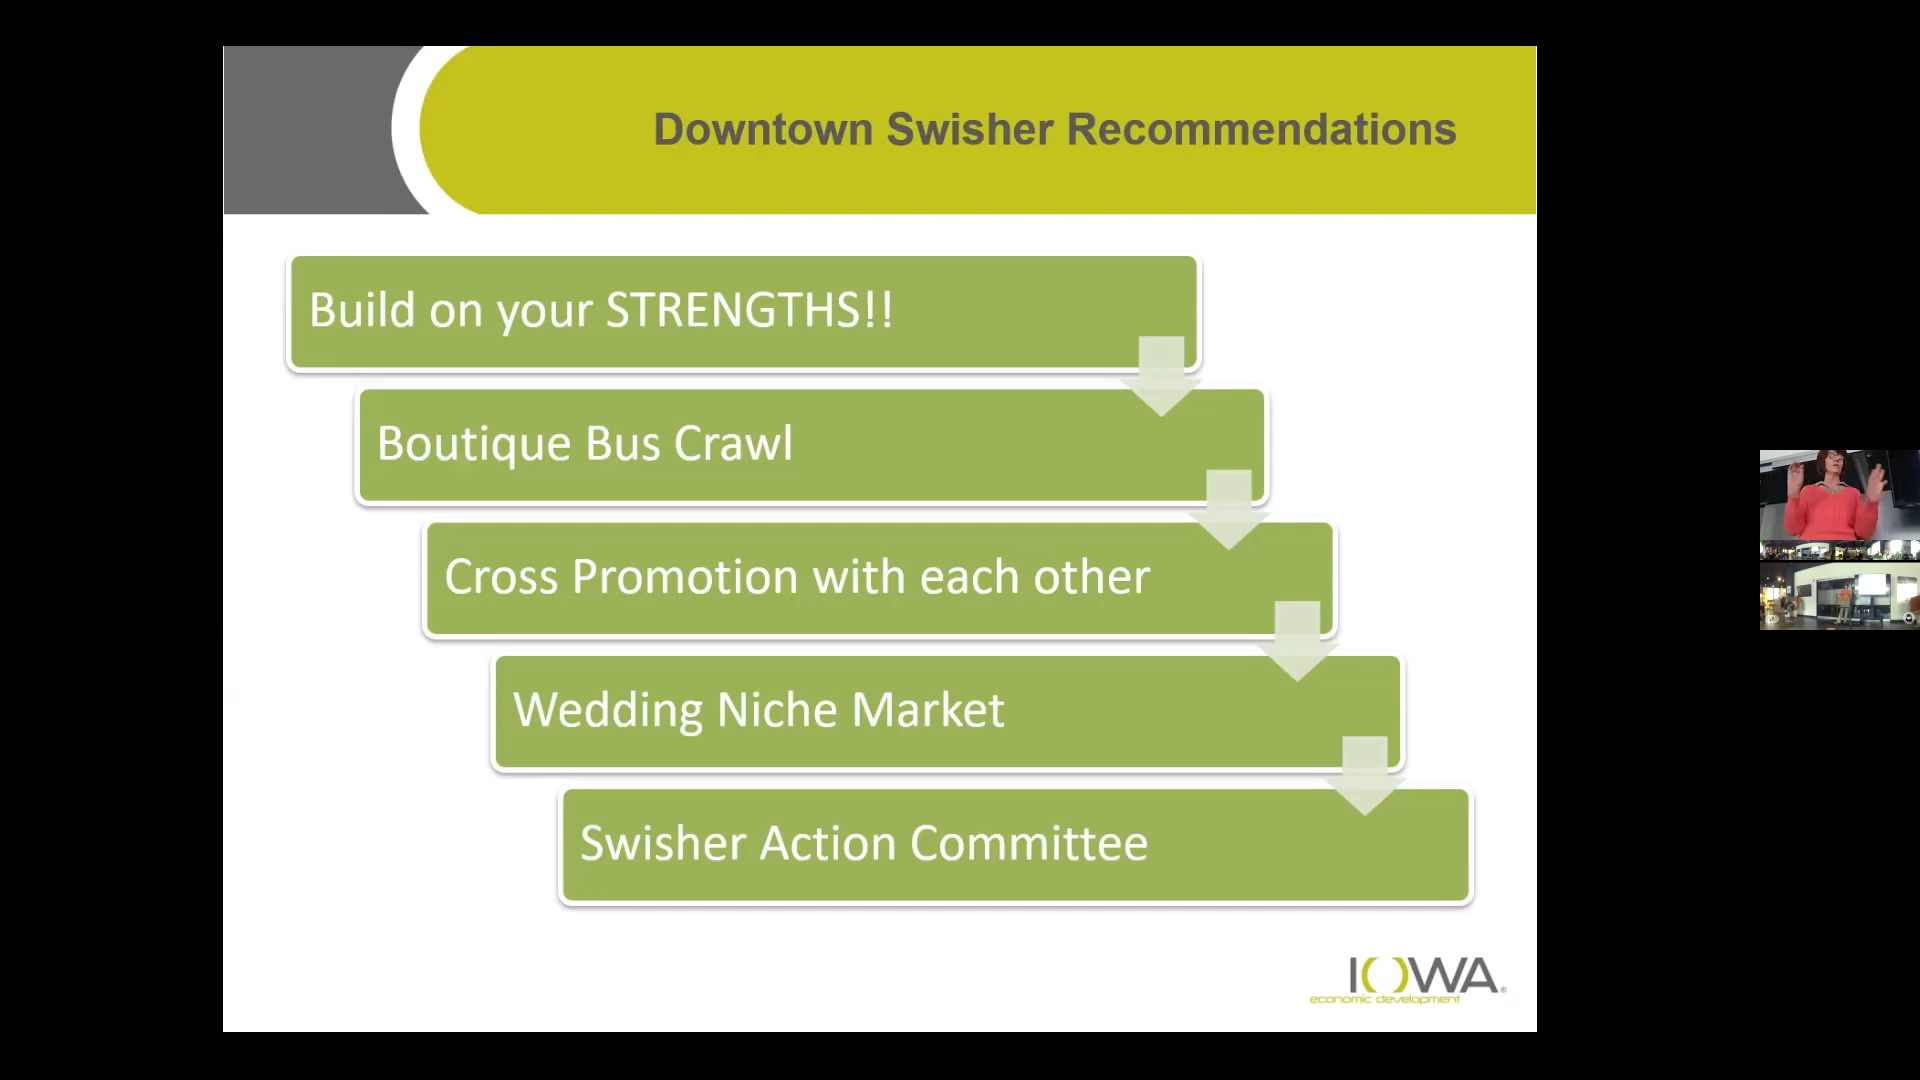 Downtown Swisher Recommendations
Build on your STRENGTHS!!
Boutique Bus Crawl
Cross Promotion with each other
Wedding Niche Market
Swisher Action Committee
IOWA®
economic development